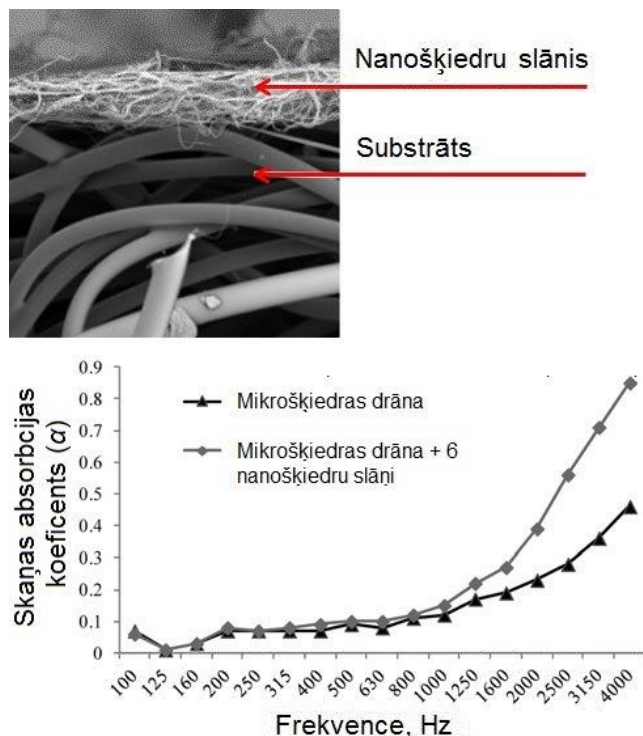 Nanošķiedru slānis
Substrāts
Skaņas absorbcijas
koeficents (α)
0.9
0.8
0.7
0.6
0.5
0.4
0.3
0.2
0.1
0
Mikrošķiedras drāna
Mikrošķiedras drāna + 6
nanošķiedru slāņi
100 125 160 200 250 315 400 500 630 800 1000 1250 1600 2000 2500 3150 4000
Frekvence, Hz